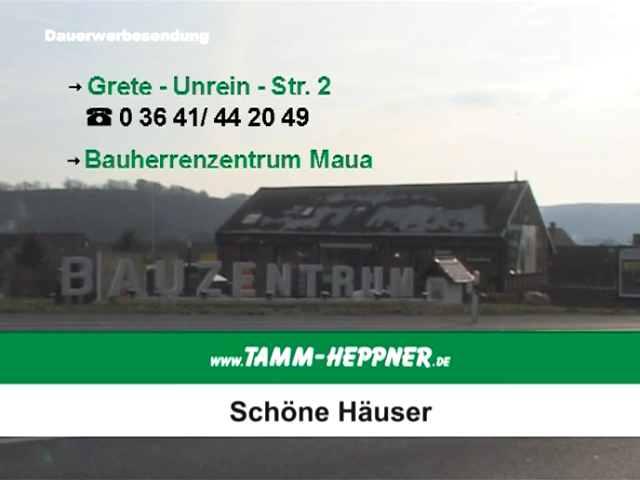 Dauerwerbesendung
→ Grete - Unrein - Str. 2
☎ 0 36 41/ 44 20 49
→ Bauherrenzentrum Maua
BAUZENTRUM
www.TAMM-HEPPNER.DE
Schöne Häuser